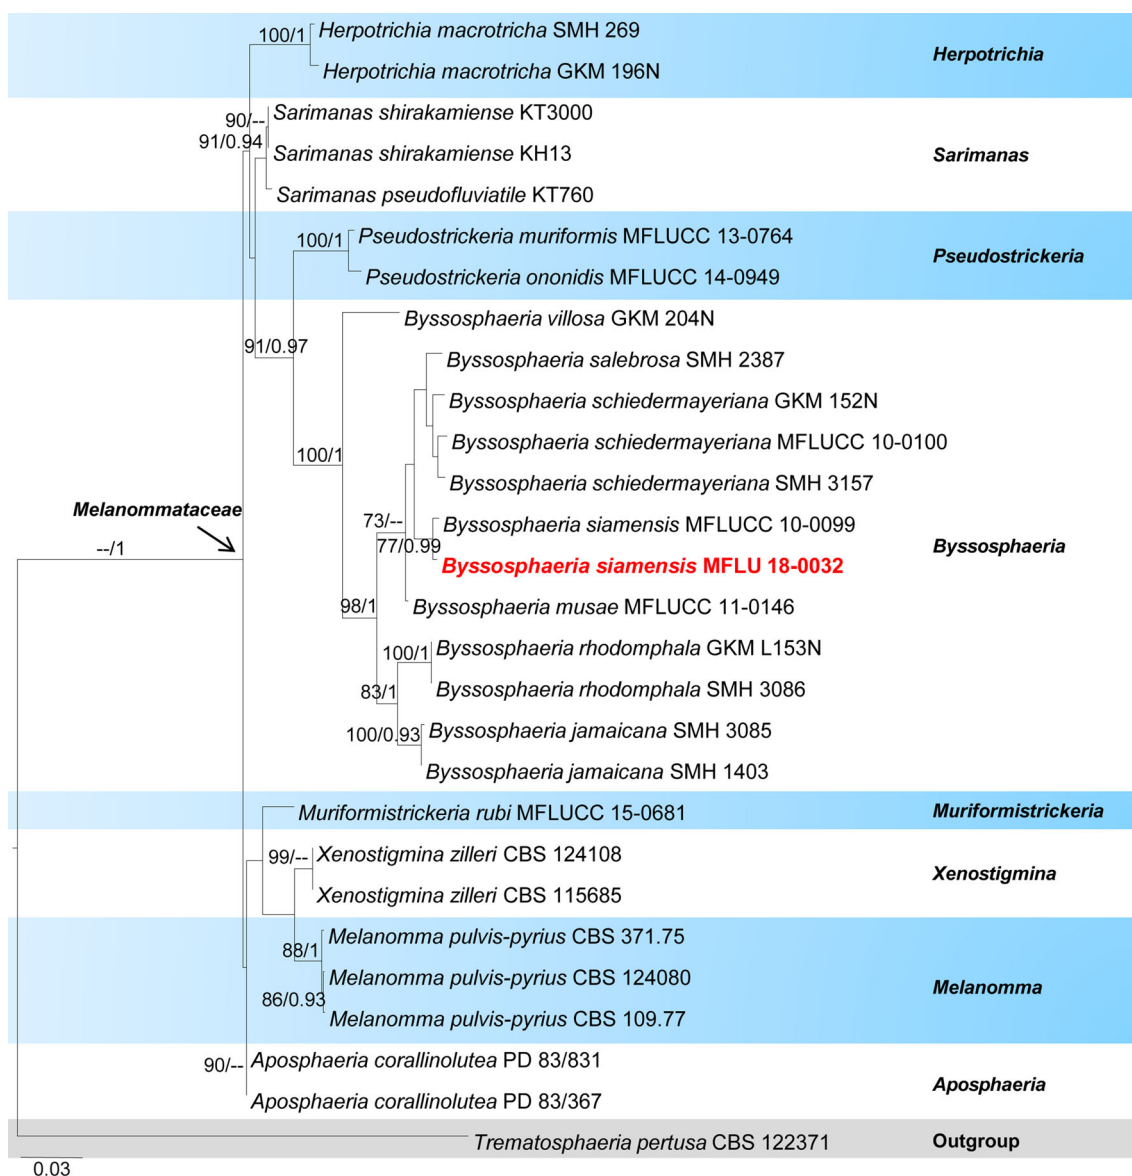 100/1
Herpotrichia macrotricha SMH 269
Herpotrichia macrotricha GKM 196N
Herpotrichia
90/--
91/0.94
Sarimanas shirakamiense KT3000
Sarimanas shirakamiense KH13
Sarimanas pseudofluviatile KT760
Sarimanas
100/1
Pseudostrickeria muriformis MFLUCC 13-0764
Pseudostrickeria ononidis MFLUCC 14-0949
Pseudostrickeria
91/0.97
Byssosphaeria villosa GKM 204N
Byssosphaeria salebrosa SMH 2387
Byssosphaeria schiedermayeriana GKM 152N
Byssosphaeria schiedermayeriana MFLUCC 10-0100
100/1
Byssosphaeria schiedermayeriana SMH 3157
Melanommataceae
--/1
73/--
77/0.99
Byssosphaeria siamensis MFLUCC 10-0099
Byssosphaeria siamensis MFLU 18-0032
Byssosphaeria
98/1
Byssosphaeria musae MFLUCC 11-0146
100/1
Byssosphaeria rhodomphala GKM L153N
83/1
Byssosphaeria rhodomphala SMH 3086
100/0.93
Byssosphaeria jamaicana SMH 3085
Byssosphaeria jamaicana SMH 1403
Muriformistrickeria rubi MFLUCC 15-0681
Muriformistrickeria
99/--
Xenostigmina zilleri CBS 124108
Xenostigmina zilleri CBS 115685
Xenostigmina
88/1
Melanomma pulvis-pyrius CBS 371.75
86/0.93
Melanomma pulvis-pyrius CBS 124080
Melanomma pulvis-pyrius CBS 109.77
Melanomma
90/--
Aposphaeria corallinolutea PD 83/831
Aposphaeria corallinolutea PD 83/367
Aposphaeria
Trematosphaeria pertusa CBS 122371
Outgroup
0.03